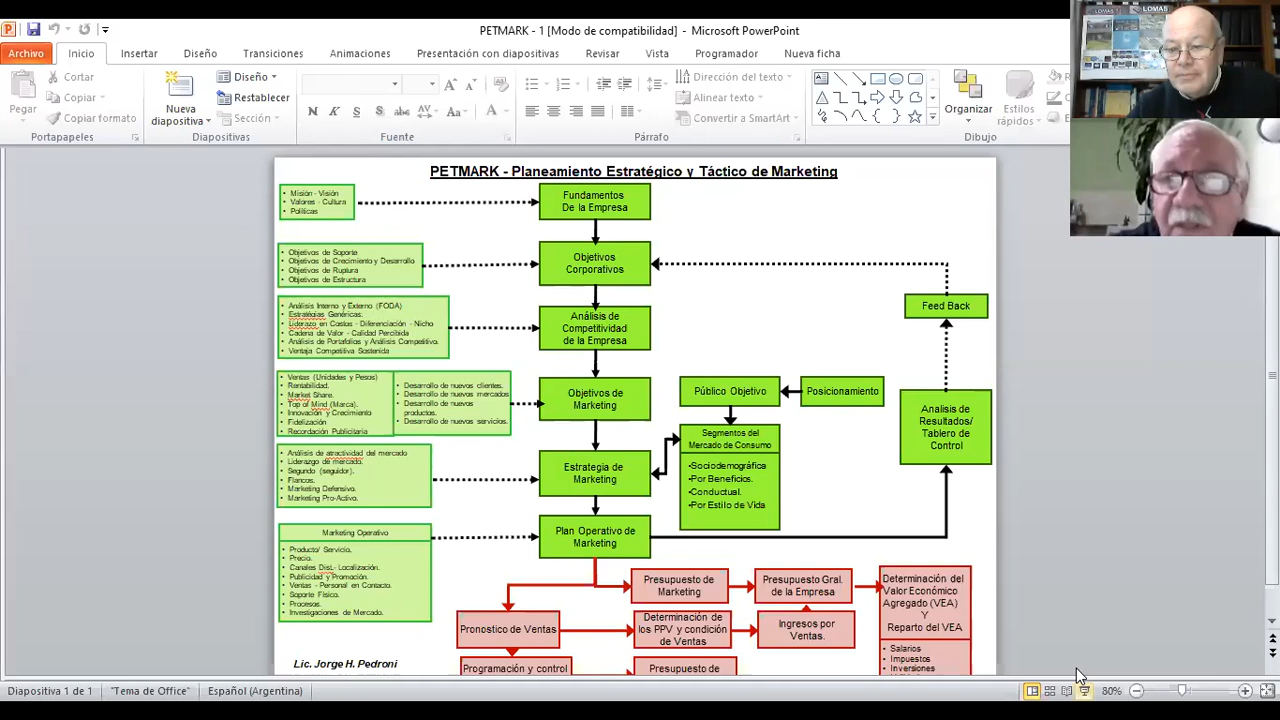 PETMARK - 1 [Modo de compatibilidad] - Microsoft PowerPoint
Archivo Inicio Insertar Diseño Transiciones Animaciones Presentación con diapositivas Revisar Vista Programador Nueva ficha
Pegar
Cortar
Copiar
Copiar formato
Portapapeles
Nueva
diapositiva
Diseño
Restablecer
Sección
Diapositivas
N K S abc AV Aa A
Fuente
Dirección del texto
Alinear texto
Convertir a SmartArt
Párrafo
Organizar
Estilos
rápidos
Dibujo
LOMAS
LOMAS
PETMARK - Planeamiento Estratégico y Táctico de Marketing
• Misión - Visión
• Valores - Cultura
• Políticas
Fundamentos
De la Empresa
• Objetivos de Soporte
• Objetivos de Crecimiento y Desarrollo
• Objetivos de Ruptura
• Objetivos de Estructura
Objetivos
Corporativos
Feed Back
• Análisis Interno y Externo (FODA)
• Estratégias Genéricas.
• Liderazo en Costos - Diferenciación - Nicho
• Cadena de Valor - Calidad Percibida
• Análisis de Portafolios y Análisis Competitivo.
• Ventaja Competitiva Sostenida
Análisis de
Competitividad
de la Empresa
• Ventas (Unidades y Pesos)
• Rentabilidad.
• Market Share.
• Top of Mind (Marca).
• Innovación y Crecimiento
• Fidelización
• Recordación Publicitaria
• Desarrollo de nuevos clientes.
• Desarrollo de nuevos mercados
• Desarrollo de nuevos
productos.
• Desarrollo de nuevos servicios.
Objetivos de
Marketing
Público Objetivo
Posicionamiento
Segmentos del
Mercado de Consumo
•Sociodemográfica
•Por Beneficios.
•Conductual.
•Por Estilo de Vida
Analisis de
Resultados/
Tablero de
Control
• Análisis de atractividad del mercado
• Liderazgo de mercado.
• Segundo (seguidor).
• Flancos.
• Marketing Defensivo.
• Marketing Pro-Activo.
Estrategia de
Marketing
Marketing Operativo
• Producto/ Servicio.
• Precio.
• Canales Dist.- Localización.
• Publicidad y Promoción.
• Ventas - Personal en Contacto.
• Soporte Físico.
• Procesos.
• Investigaciones de Mercado.
Plan Operativo de
Marketing
Presupuesto de
Marketing
Presupuesto Gral.
de la Empresa
Determinación del
Valor Económico
Agregado (VEA)
Y
Reparto del VEA
Pronostico de Ventas
Determinación de
los PPV y condición
de Ventas
Ingresos por
Ventas.
• Salarios
• Impuestos
• Inversiones
Lic. Jorge H. Pedroni
Programación y control
Presupuesto de
Diapositiva 1 de 1 "Tema de Office" Español (Argentina) 80%